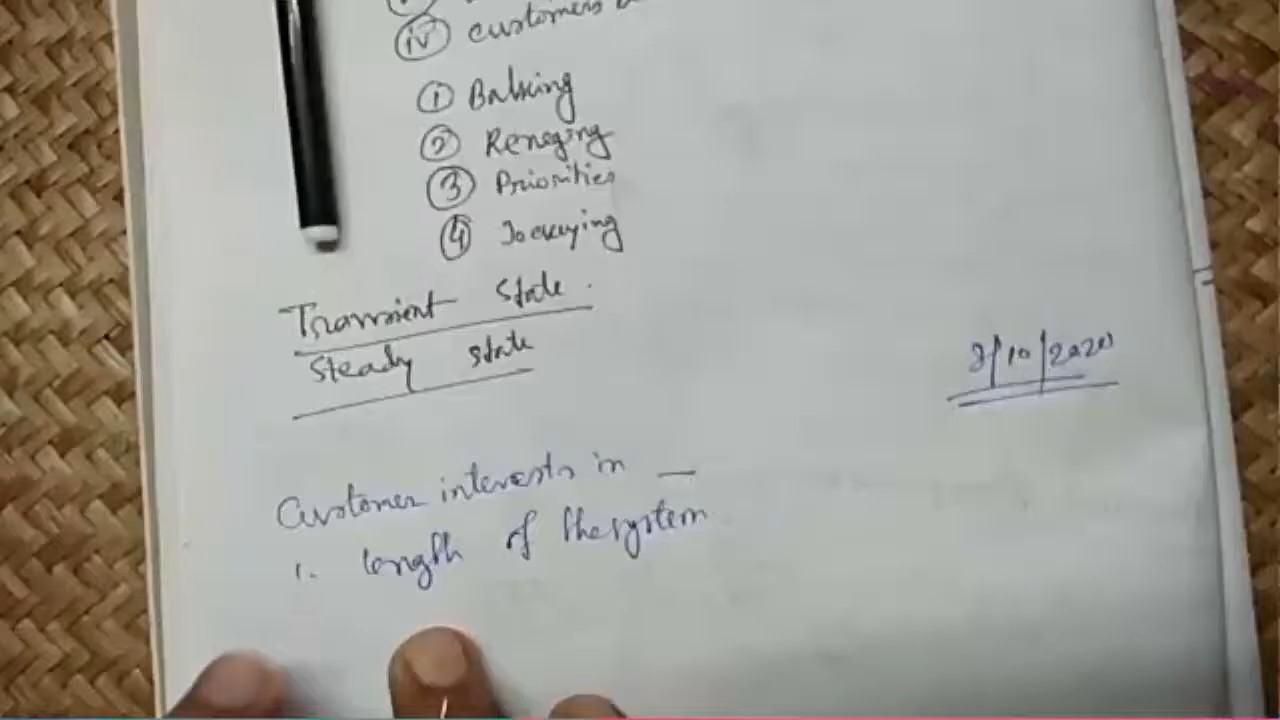 (iv) customers
① Balking
② Reneging
③ Priorities
④ Jockeying
Transient State.
Steady state
8/10/2020
Customer interests in —
1. length of the system